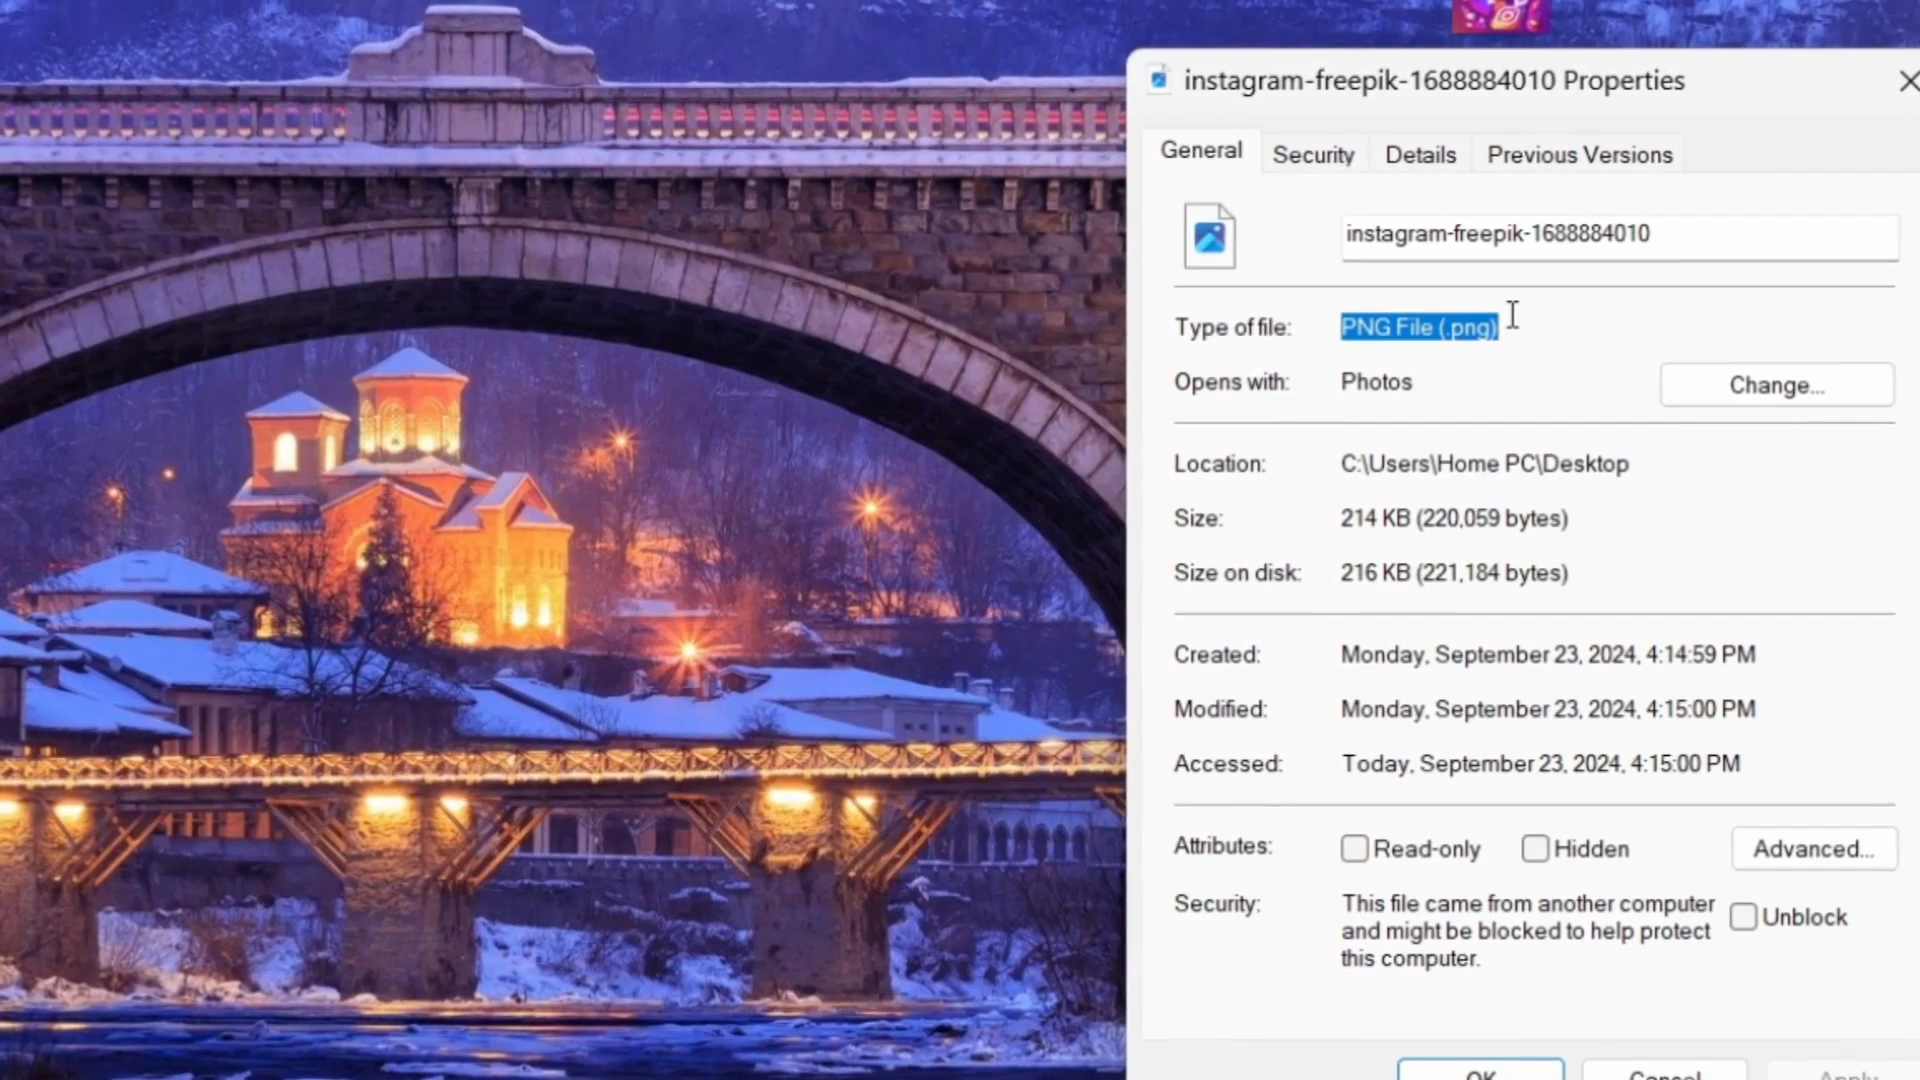 instagram-freepik-1688884010 Properties
General Security Details Previous Versions
instagram-freepik-1688884010
Type of file: PNG File (.png)
Opens with: Photos Change...
Location: C:\Users\Home PC\Desktop
Size: 214 KB (220,059 bytes)
Size on disk: 216 KB (221,184 bytes)
Created: Monday, September 23, 2024, 4:14:59 PM
Modified: Monday, September 23, 2024, 4:15:00 PM
Accessed: Today, September 23, 2024, 4:15:00 PM
Attributes: Read-only Hidden Advanced...
Security: This file came from another computer
and might be blocked to help protect
this computer.
Unblock
OK Cancel Apply